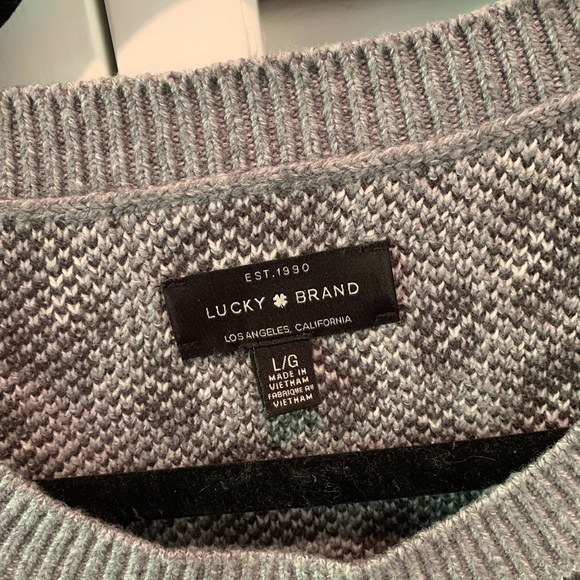 EST.1990
LUCKY BRAND
LOS ANGELES, CALIFORNIA
L/G
MADE IN
VIETNAM
FABRIQUÉ AU
VIETNAM